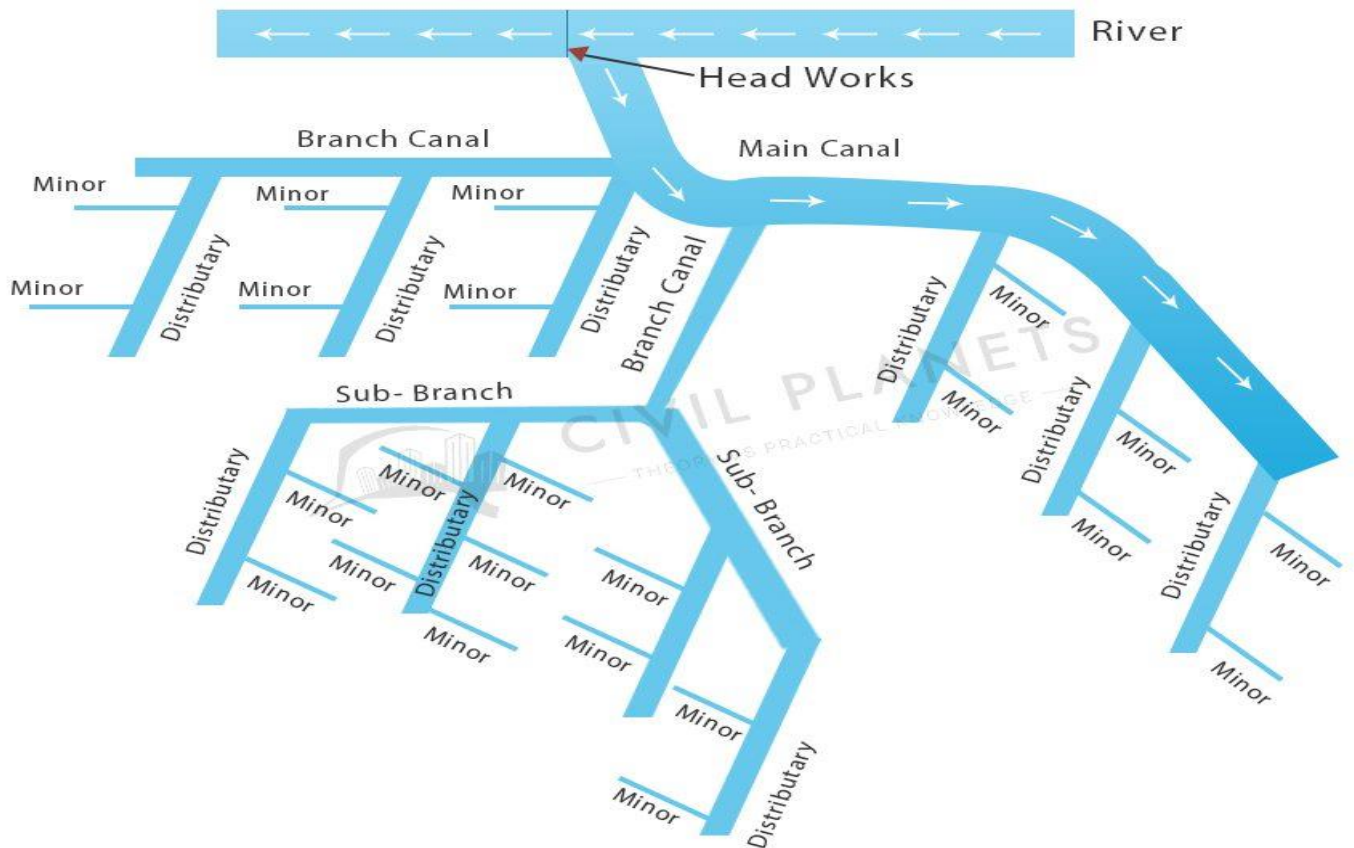 River
Head Works
Branch Canal
Main Canal
Minor
Minor
Minor
Distributary
Distributary
Distributary
Branch Canal
Minor
Minor
Minor
Distributary
Minor
Minor
Distributary
Minor
Minor
Distributary
Minor
Minor
Sub- Branch
Sub- Branch
CIVIL PLANETS
Distributary
Minor
Minor
Distributary
Minor
Minor
Minor
Minor
Minor
Minor
Minor
Minor
Minor
Distributary